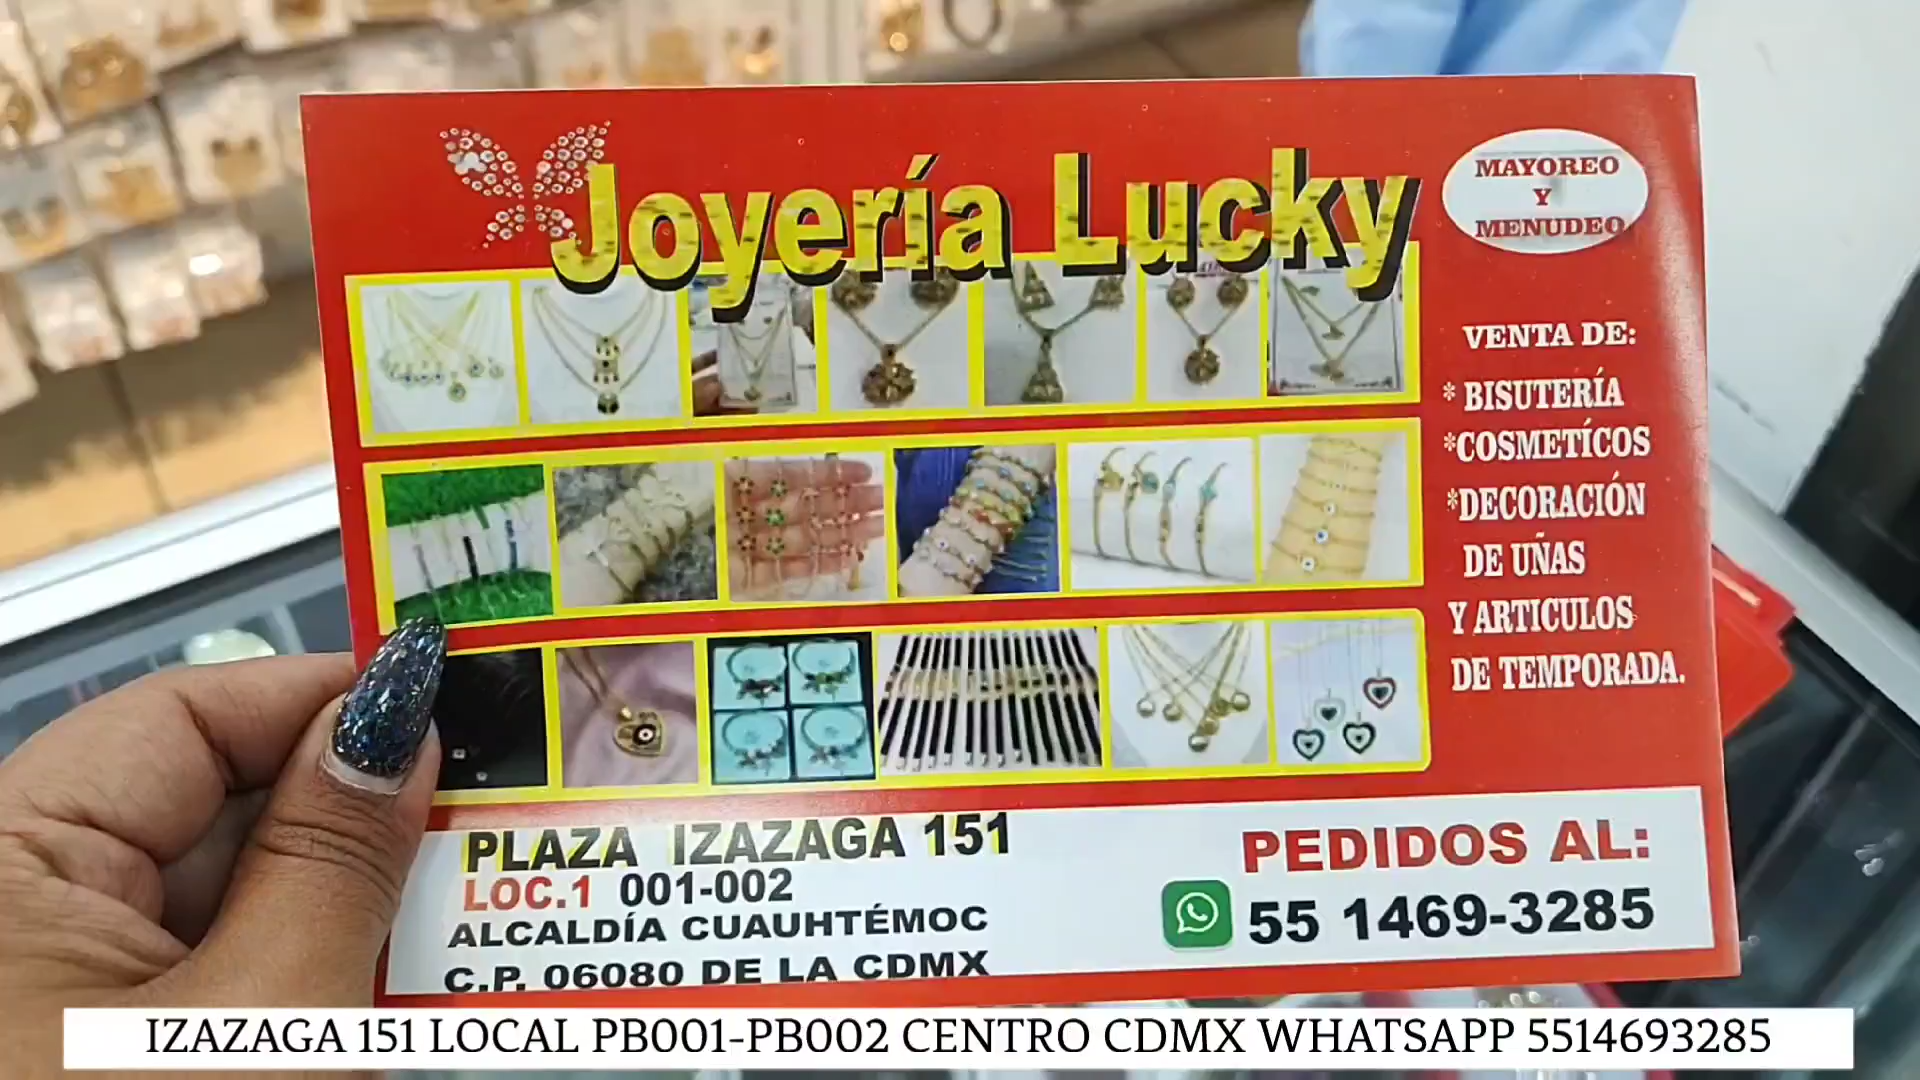 Joyería Lucky
MAYOREO
Y
MENUDEO
VENTA DE:
* BISUTERÍA
*COSMETÍCOS
*DECORACIÓN
DE UÑAS
Y ARTICULOS
DE TEMPORADA.
PLAZA IZAZAGA 151
LOC.1 001-002
ALCALDÍA CUAUHTÉMOC
C.P. 06080 DE LA CDMX
PEDIDOS AL:
55 1469-3285
IZAZAGA 151 LOCAL PB001-PB002 CENTRO CDMX WHATSAPP 5514693285